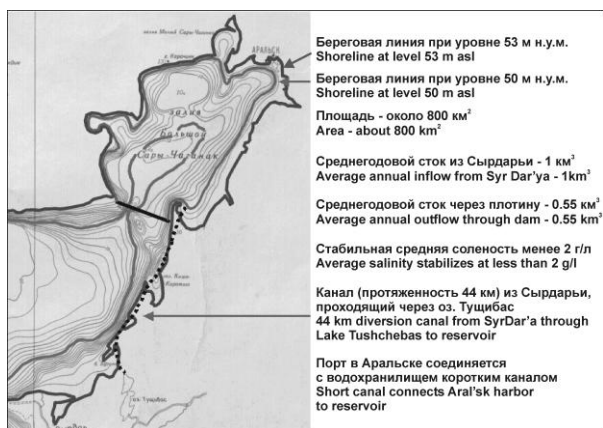 АРАЛЬСК
залив
Большой
Сары-Чаганак
Береговая линия при уровне 53 м н.у.м.
Shoreline at level 53 m asl
Береговая линия при уровне 50 м н.у.м.
Shoreline at level 50 m asl
Площадь - около 800 км²
Area - about 800 km²
Среднегодовой сток из Сырдарьи - 1 км³
Average annual inflow from Syr Dar'ya - 1km³
Среднегодовой сток через плотину - 0.55 км³
Average annual outflow through dam - 0.55 km³
Стабильная средняя соленость менее 2 г/л
Average salinity stabilizes at less than 2 g/l
Канал (протяженность 44 км) из Сырдарьи,
проходящий через оз. Тущибас
44 km diversion canal from SyrDar'a through
Lake Tushchebas to reservoir
Порт в Аральске соединяется
с водохранилищем коротким каналом
Short canal connects Aral'sk harbor
to reservoir